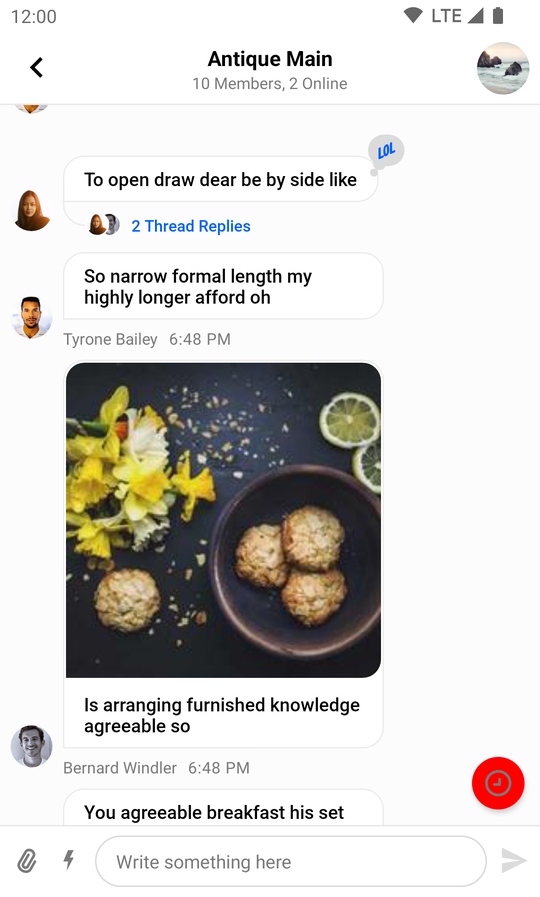 12:00
LTE
Antique Main
10 Members, 2 Online
LOL
To open draw dear be by side like
2 Thread Replies
So narrow formal length my
highly longer afford oh
Tyrone Bailey 6:48 PM
Is arranging furnished knowledge
agreeable so
Bernard Windler 6:48 PM
You agreeable breakfast his set
Write something here